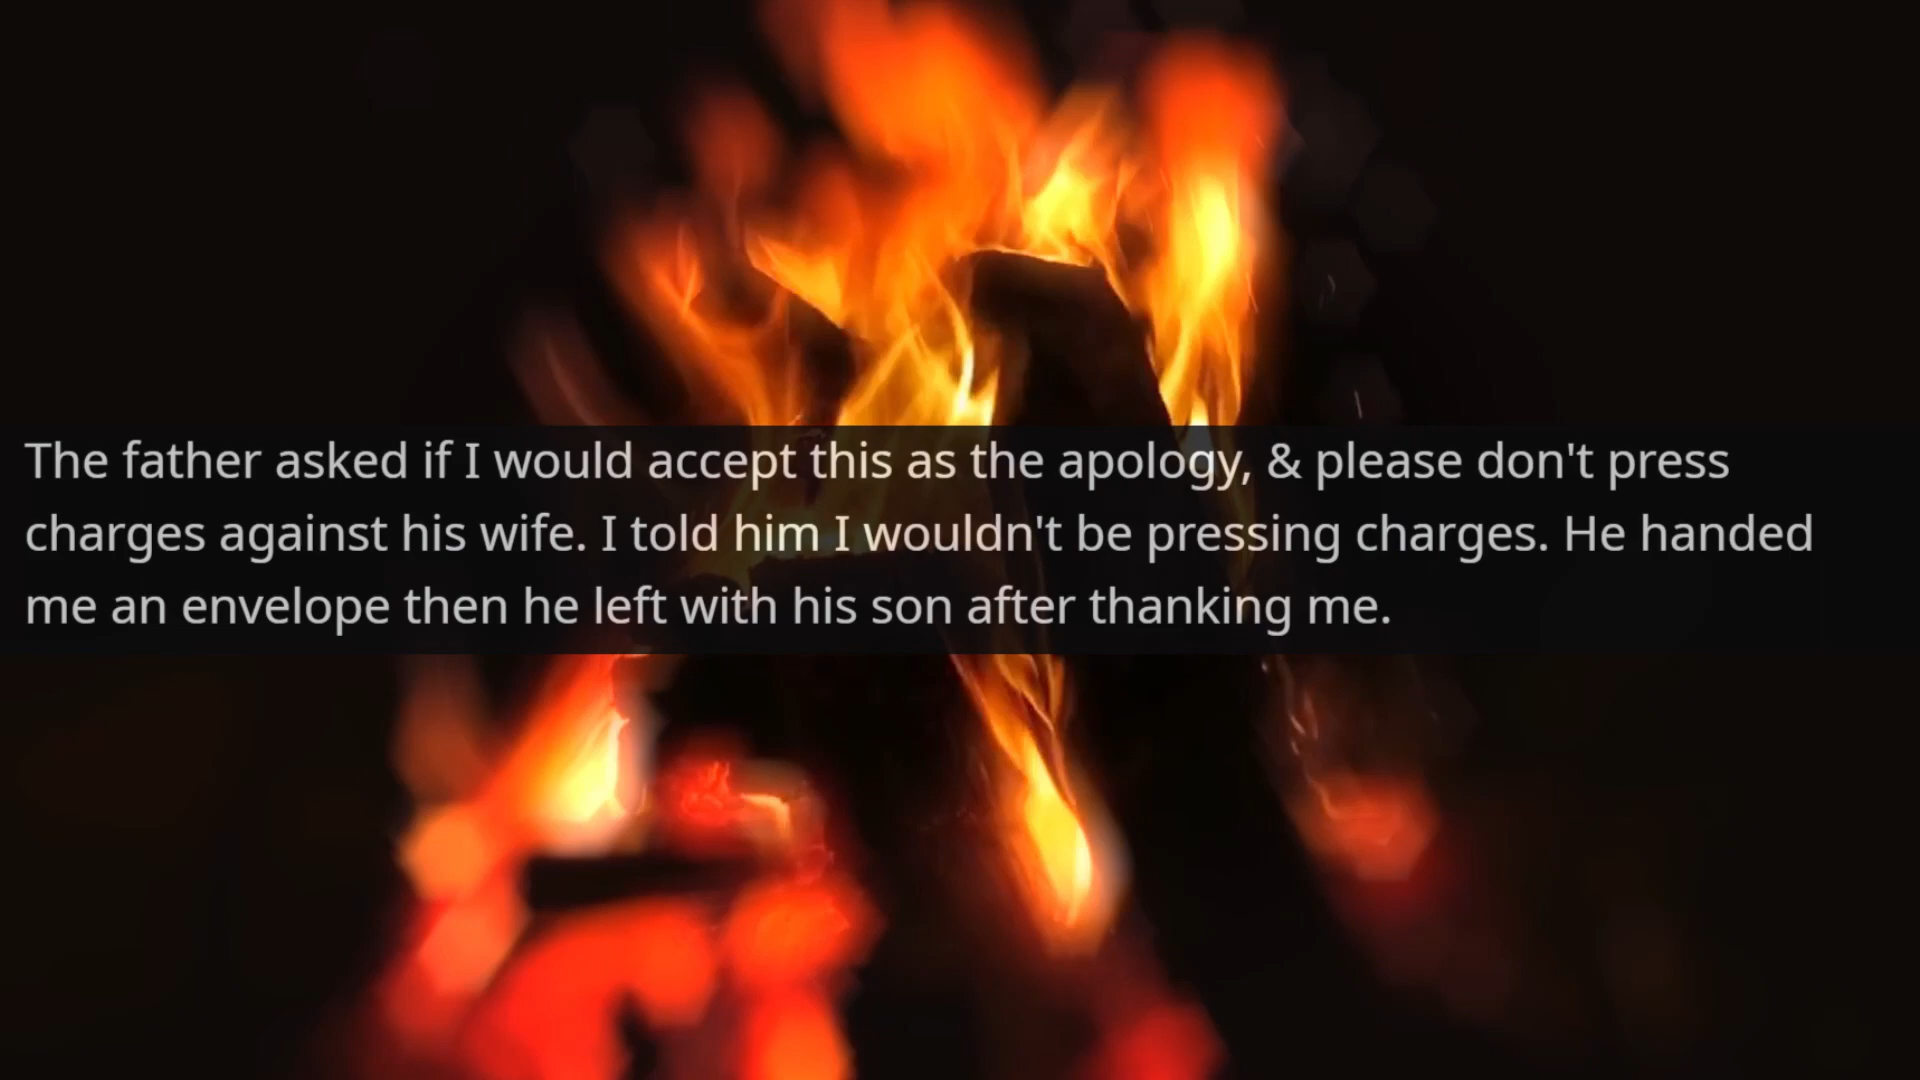 The father asked if I would accept this as the apology, & please don't press
charges against his wife. I told him I wouldn't be pressing charges. He handed
me an envelope then he left with his son after thanking me.